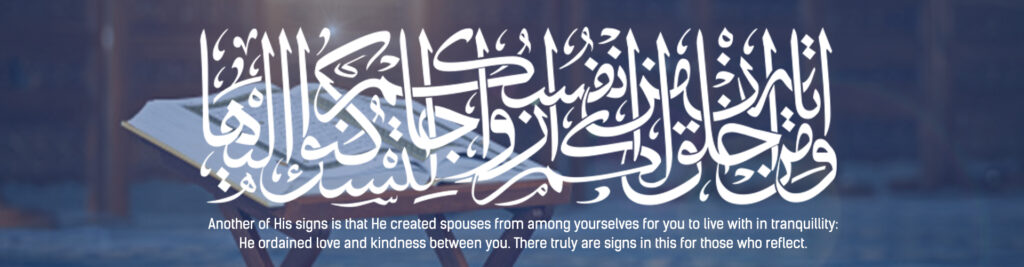 ومن آياته أن خلق لكم من أنفسكم أزواجا لتسكنوا إليها
Another of His signs is that He created spouses from among yourselves for you to live with in tranquillity:
He ordained love and kindness between you. There truly are signs in this for those who reflect.